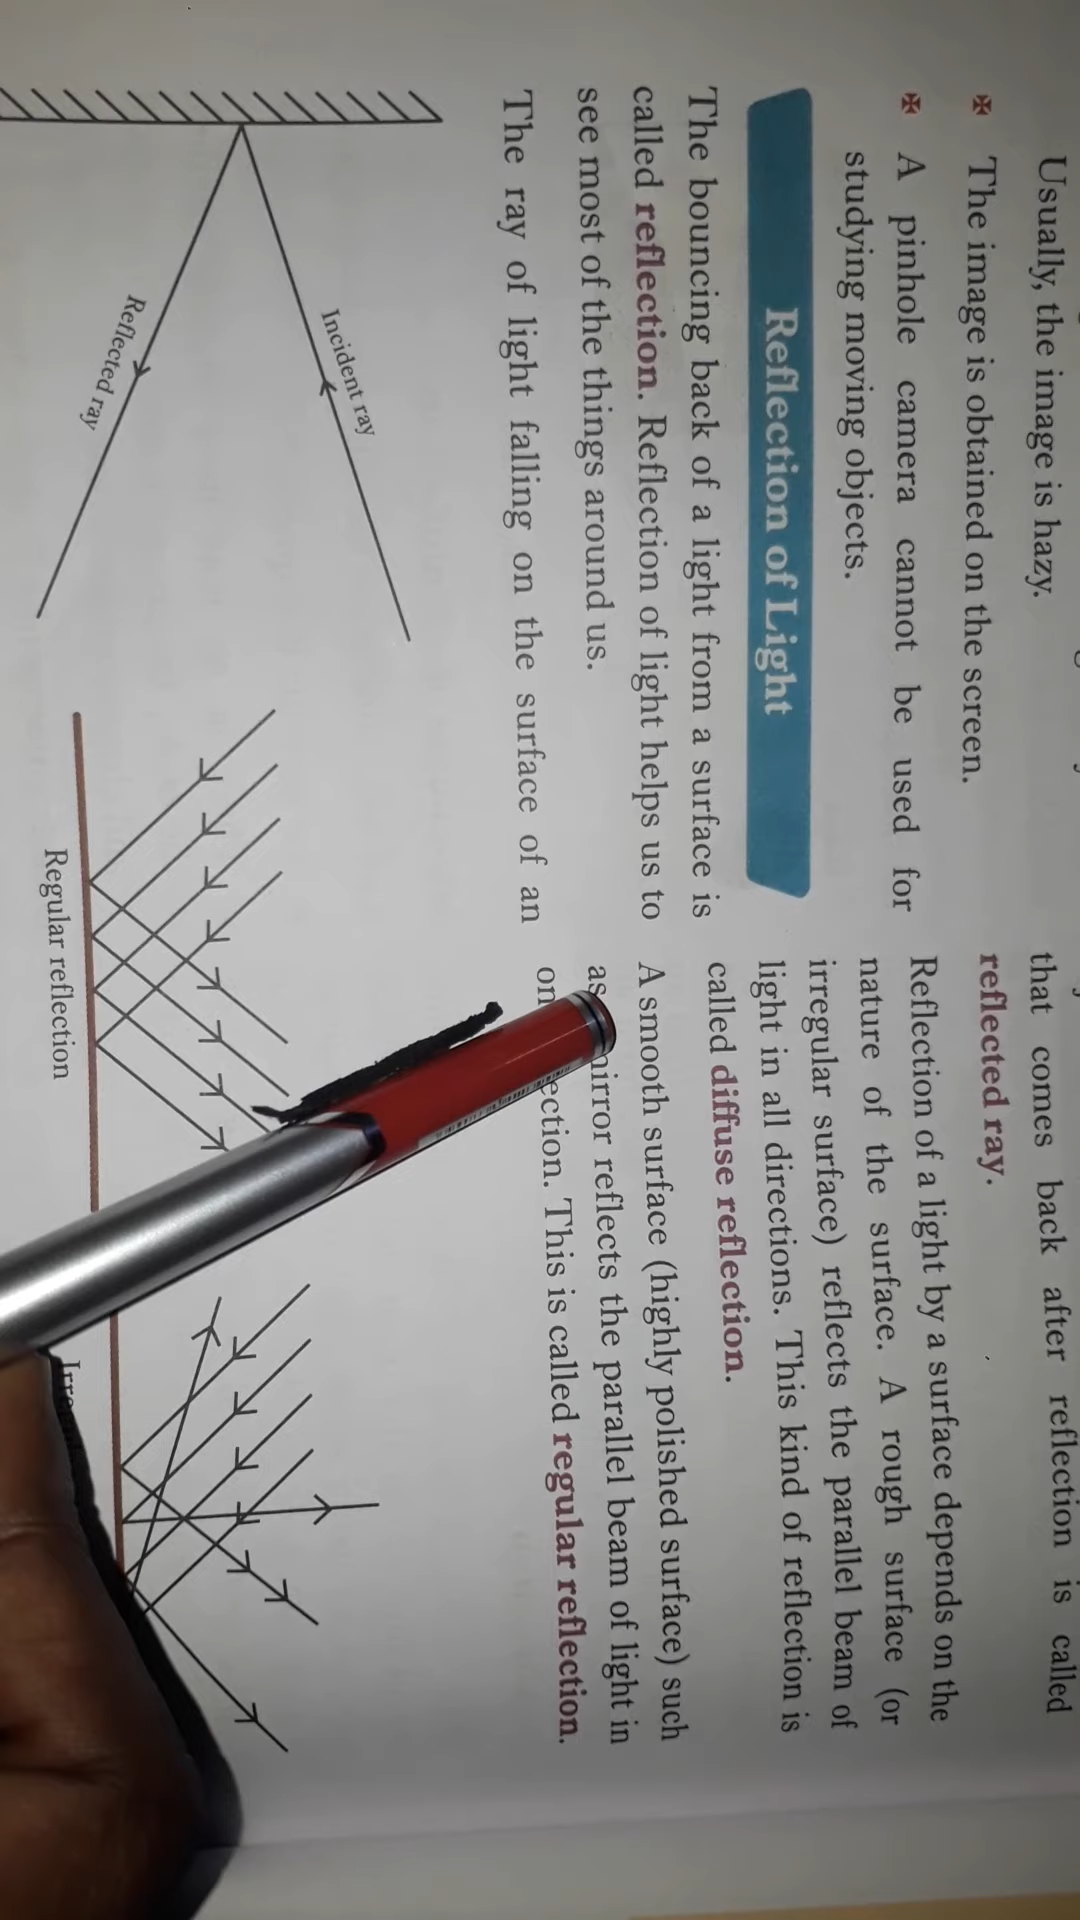 Usually, the image is hazy.
✠ The image is obtained on the screen.
✠ A pinhole camera cannot be used for
studying moving objects.
Reflection of Light
The bouncing back of a light from a surface is
called reflection. Reflection of light helps us to
see most of the things around us.
The ray of light falling on the surface of an
that comes back after reflection is called
reflected ray.
Reflection of a light by a surface depends on the
nature of the surface. A rough surface (or
irregular surface) reflects the parallel beam of
light in all directions. This kind of reflection is
called diffuse reflection.
A smooth surface (highly polished surface) such
as mirror reflects the parallel beam of light in
This is called regular reflection.
Incident ray
Reflected ray
Regular reflection